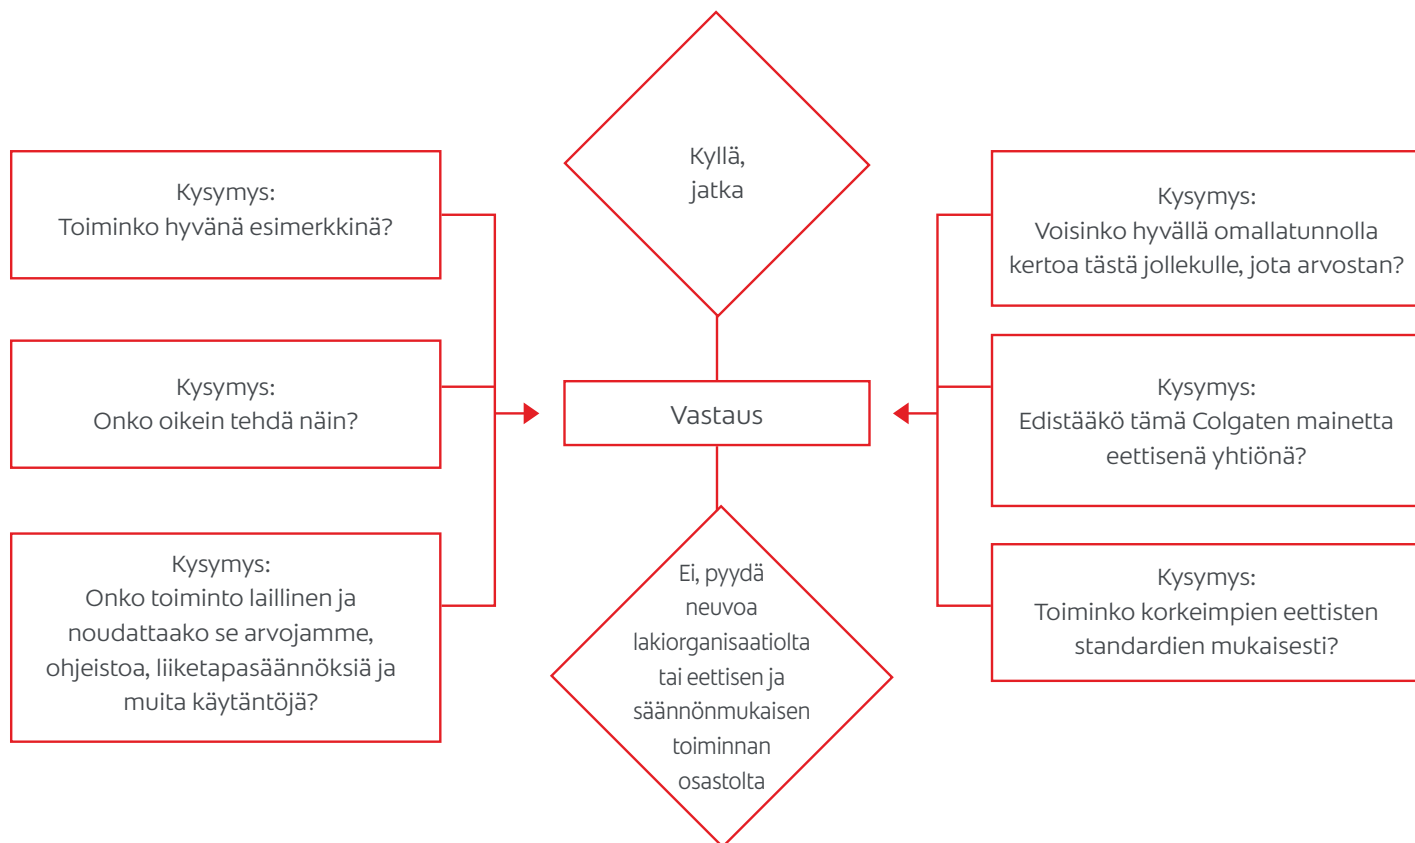 Kyllä,
jatka
Kysymys:
Toiminko hyvänä esimerkkinä?
Kysymys:
Onko oikein tehdä näin?
Kysymys:
Onko toiminto laillinen ja
noudattaako se arvojamme,
ohjeistoa, liiketapasäännöksiä ja
muita käytäntöjä?
Vastaus
Kysymys:
Voisinko hyvällä omallatunnolla
kertoa tästä jollekulle, jota arvostan?
Kysymys:
Edistääkö tämä Colgaten mainetta
eettisenä yhtiönä?
Kysymys:
Toiminko korkeimpien eettisten
standardien mukaisesti?
Ei, pyydä
neuvoa
lakiorganisaatiolta
tai eettisen ja
säännönmukaisen
toiminnan
osastolta